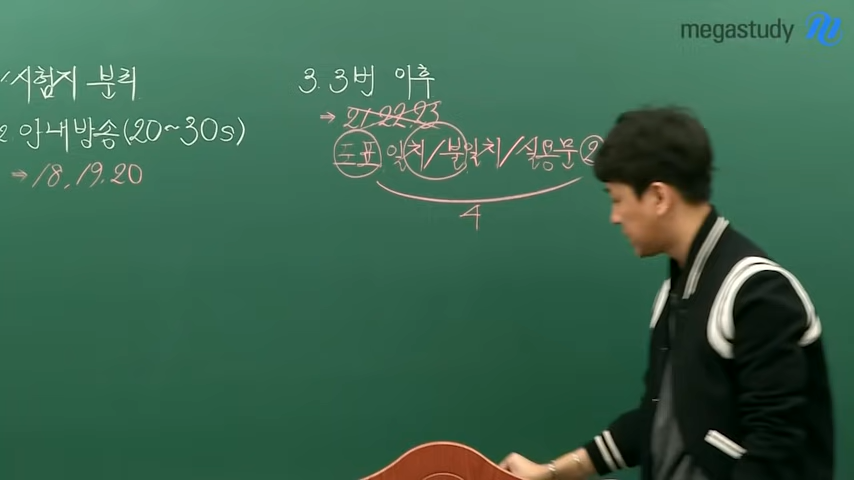 megastudy
/시험지 분리
2 안내방송(20~30s)
⇒ 18, 19, 20
3. 3번 이후
⇒ 21 22 23
도표 일치/불일치/실용문②
4